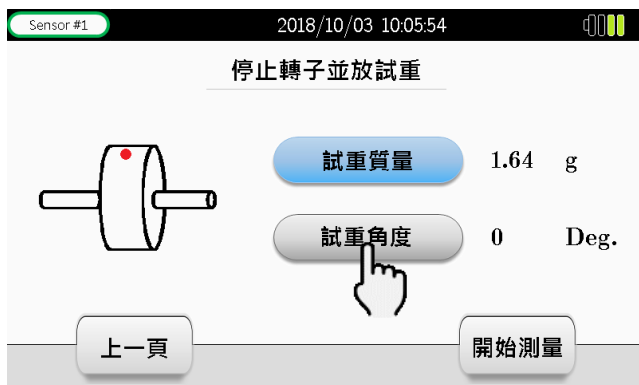 Sensor #1
2018/10/03 10:05:54
停止轉子並放試重
試重質量 1.64 g
試重角度 0 Deg.
上一頁 開始測量